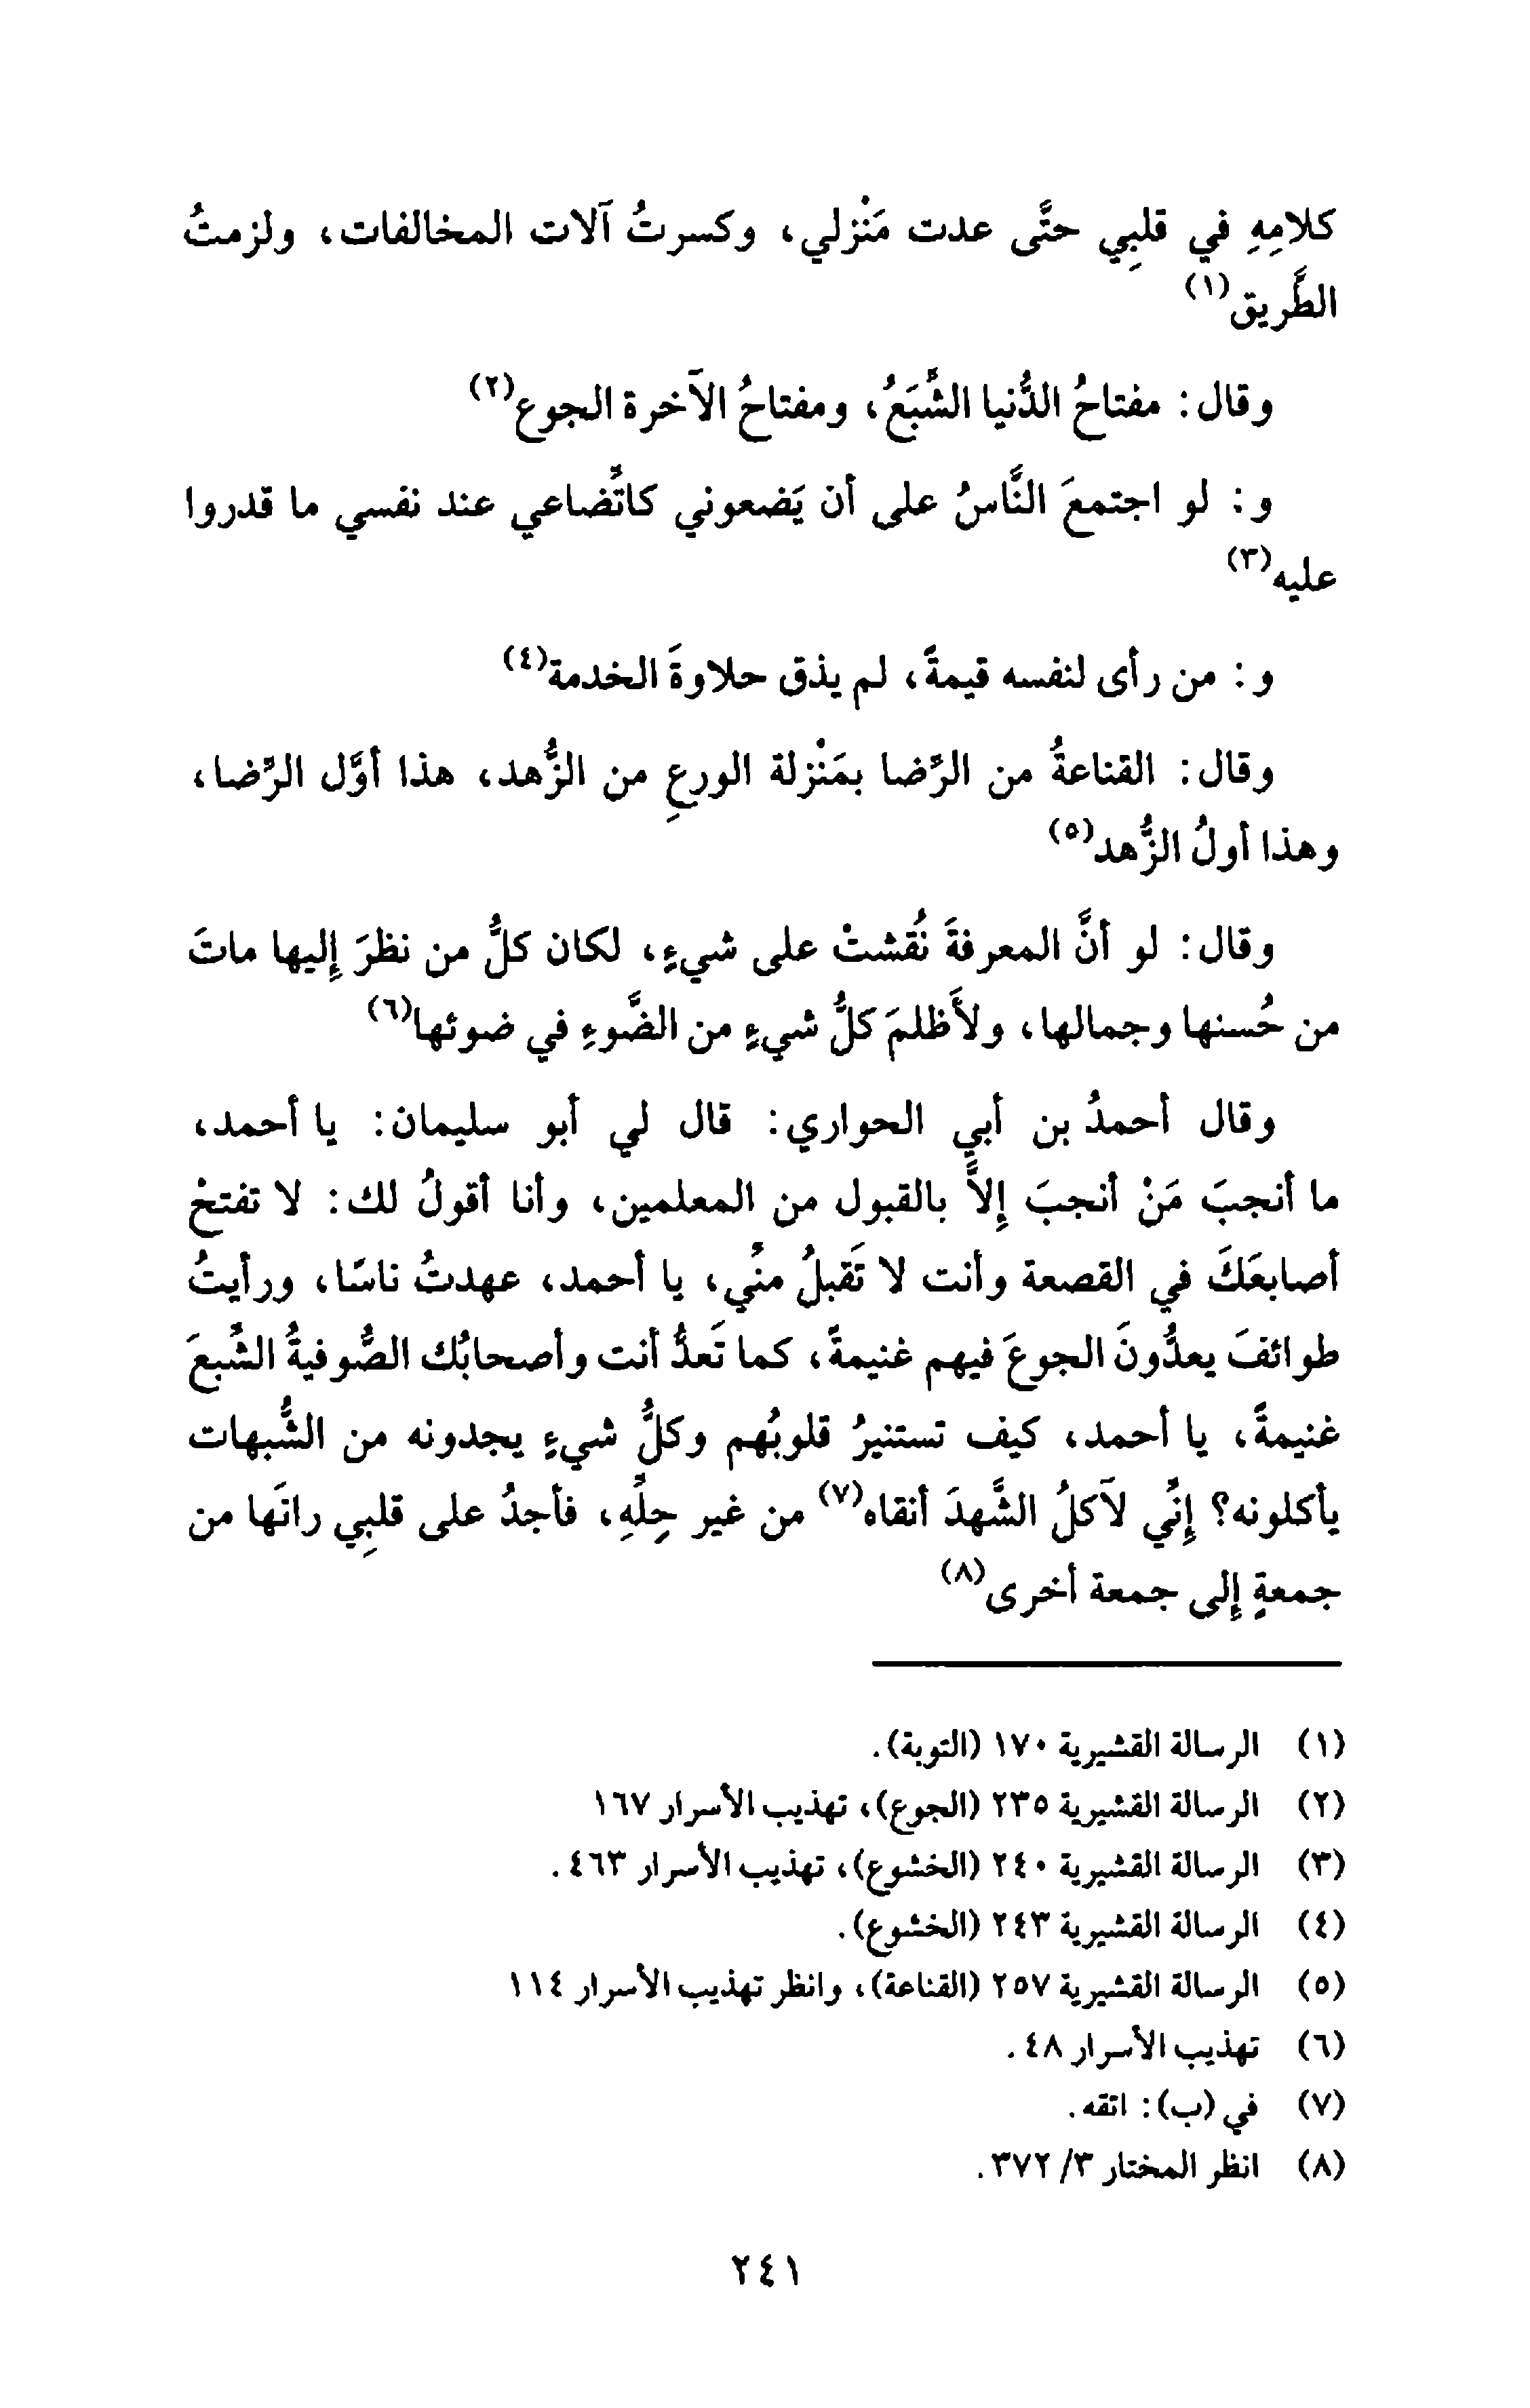 كلامِهِ في قلبِي حتَّى عدت مَنْزلي، وكسرتُ آلات المخالفات، ولزمتُ
الطَّريق(١)
وقال: مفتاحُ الدُّنيا الشِّبَعُ، ومفتاحُ الآخرة الجوع(٢)
و: لو اجتمعَ النَّاسُ على أن يَضعوني كاتِّضاعي عند نفسي ما قدروا
عليه(٣)
و: من رأى لنفسه قيمةً، لم يذق حلاوةَ الخدمة(٤)
وقال: القناعةُ من الرِّضا بمَنْزلة الورعِ من الزُّهد، هذا أوَّل الرِّضا،
وهذا أولُ الزُّهد(٥)
وقال: لو أنَّ المعرفةَ نُقشتْ على شيءٍ، لكان كلُّ من نظرَ إليها ماتَ
من حُسنها وجمالها، ولأَظلمَ كلُّ شيءٍ من الضَّوءِ في ضوئها(٦)
وقال أحمدُ بن أبي الحواري: قال لي أبو سليمان: يا أحمد،
ما أنجبَ مَنْ أنجبَ إلاَّ بالقبول من المعلمين، وأنا أقولُ لك: لا تفتحْ
أصابعَكَ في القصعة وأنت لا تَقبلُ منِّي، يا أحمد، عهدتُ ناسًا، ورأيتُ
طوائفَ يعدُّونَ الجوعَ فيهم غنيمةً، كما تَعدُّ أنت وأصحابُك الصُّوفيةُ الشِّبعَ
غنيمةً، يا أحمد، كيف تستنيرُ قلوبُهم وكلُّ شيءٍ يجدونه من الشُّبهات
يأكلونه؟ إنِّي لآكلُ الشَّهدَ أنقاه(٧) من غير حِلِّهِ، فأجدُ على قلبِي رانَها من
جمعةٍ إلى جمعة أخرى(٨)
(١) الرسالة القشيرية ١٧٠ (التوبة).
(٢) الرسالة القشيرية ٢٣٥ (الجوع)، تهذيب الأسرار ١٦٧
(٣) الرسالة القشيرية ٢٤٠ (الخشوع)، تهذيب الأسرار ٤٦٣.
(٤) الرسالة القشيرية ٢٤٣ (الخشوع).
(٥) الرسالة القشيرية ٢٥٧ (القناعة)، وانظر تهذيب الأسرار ١١٤
(٦) تهذيب الأسرار ٤٨.
(٧) في (ب): اتقه.
(٨) انظر المختار ٣/ ٣٧٢.
٢٤١